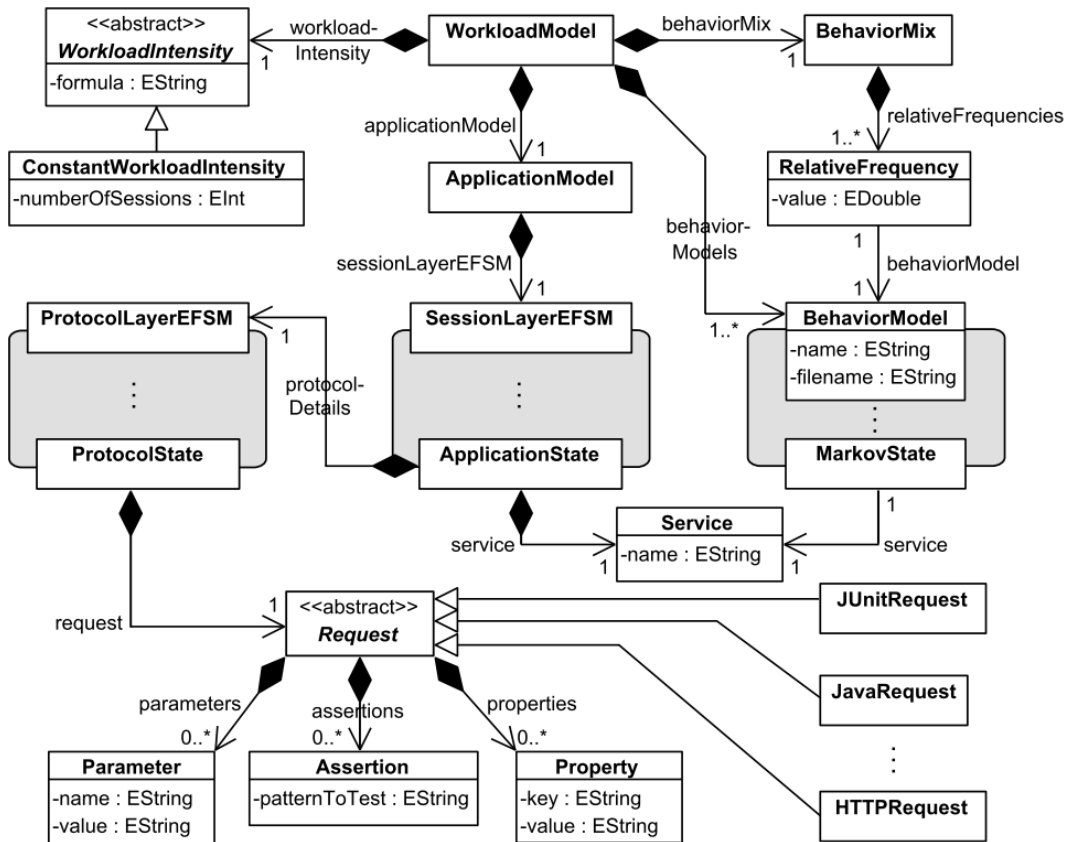 <<abstract>>
WorkloadIntensity
-formula : EString
workload-
Intensity
1
WorkloadModel
behaviorMix
1
BehaviorMix
applicationModel
1
relativeFrequencies
1..*
ConstantWorkloadIntensity
-numberOfSessions : EInt
ApplicationModel
RelativeFrequency
-value : EDouble
behavior-
Models
1
sessionLayerEFSM
1
behaviorModel
1
1..*
ProtocolLayerEFSM
1
SessionLayerEFSM
BehaviorModel
-name : EString
-filename : EString
protocol-
Details
ProtocolState
ApplicationState
MarkovState
1
service
1
Service
-name : EString
1
service
request
1
<<abstract>>
Request
JUnitRequest
JavaRequest
HTTPRequest
parameters
0..*
assertions
0..*
properties
0..*
Parameter
-name : EString
-value : EString
Assertion
-patternToTest : EString
Property
-key : EString
-value : EString